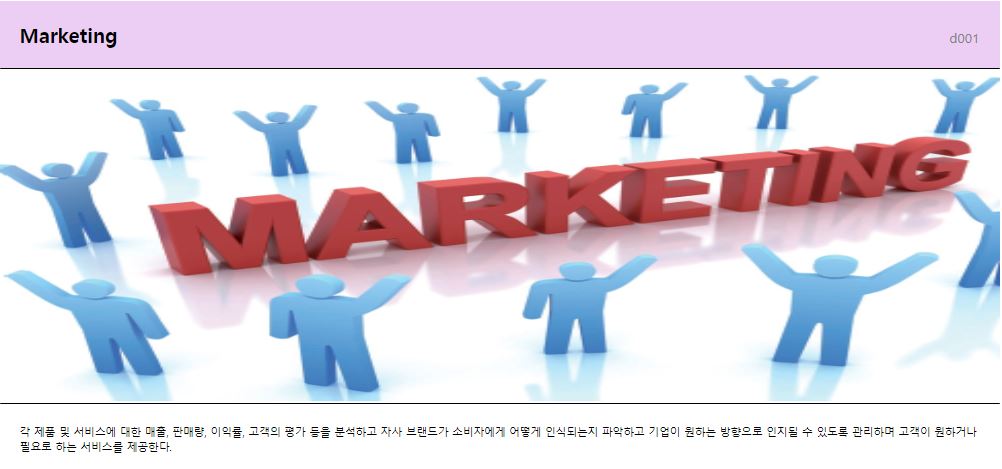 Marketing
d001
MARKETING
각 제품 및 서비스에 대한 매출, 판매량, 이익률, 고객의 평가 등을 분석하고 자사 브랜드가 소비자에게 어떻게 인식되는지 파악하고 기업이 원하는 방향으로 인지될 수 있도록 관리하며 고객이 원하거나
필요로 하는 서비스를 제공한다.